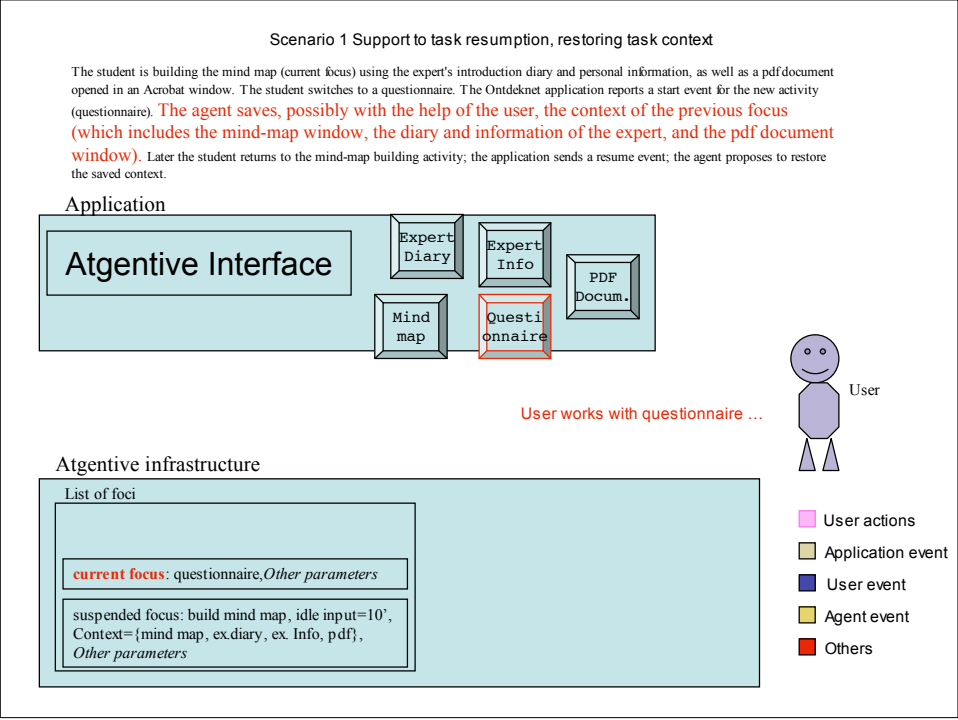 Scenario 1 Support to task resumption, restoring task context
The student is building the mind map (current focus) using the expert's introduction diary and personal information, as well as a pdf document
opened in an Acrobat window. The student switches to a questionnaire. The Ontdeknet application reports a start event for the new activity
(questionnaire). The agent saves, possibly with the help of the user, the context of the previous focus
(which includes the mind-map window, the diary and information of the expert, and the pdf document
window). Later the student returns to the mind-map building activity; the application sends a resume event; the agent proposes to restore
the saved context.
Application
Atgentive Interface
Expert
Diary
Expert
Info
PDF
Docum.
Mind
map
Questi
onnaire
User
User works with questionnaire …
Atgentive infrastructure
List of foci
current focus: questionnaire,Other parameters
suspended focus: build mind map, idle input=10’,
Context={mind map, ex.diary, ex. Info, pdf},
Other parameters
User actions
Application event
User event
Agent event
Others